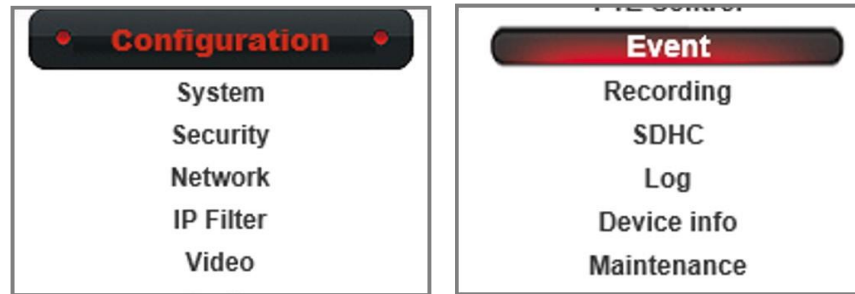 Configuration
System
Security
Network
IP Filter
Video
Event
Recording
SDHC
Log
Device info
Maintenance